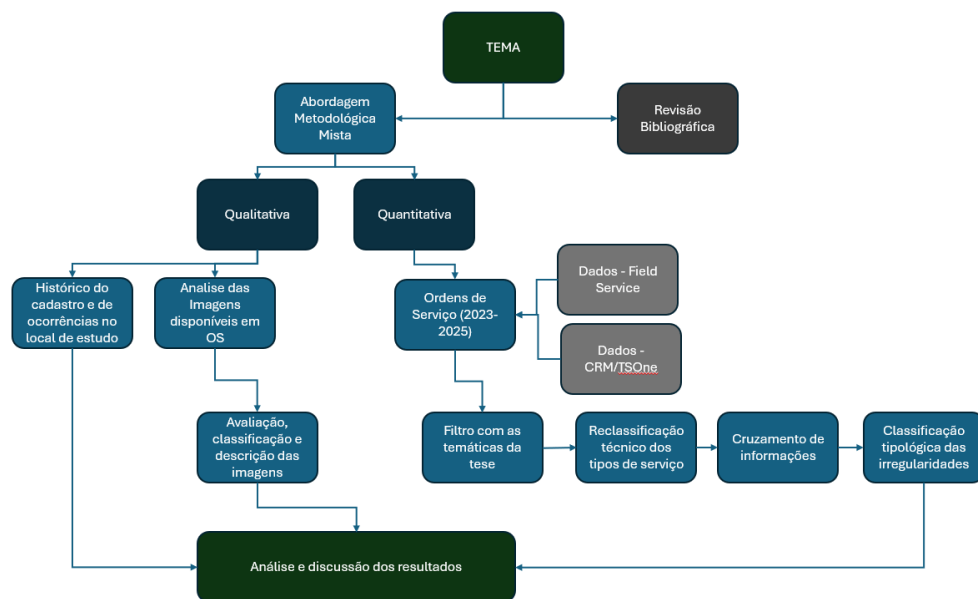 TEMA
Abordagem
Metodológica
Mista
Revisão
Bibliográfica
Qualitativa
Quantitativa
Histórico do
cadastro e de
ocorrências no
local de estudo
Analise das
Imagens
disponíveis em
OS
Ordens de
Serviço (2023-
2025)
Dados - Field
Service
Dados -
CRM/TSOne
Avaliação,
classificação e
descrição das
imagens
Filtro com as
temáticas da
tese
Reclassificação
técnico dos
tipos de serviço
Cruzamento de
informações
Classificação
tipológica das
irregularidades
Análise e discussão dos resultados